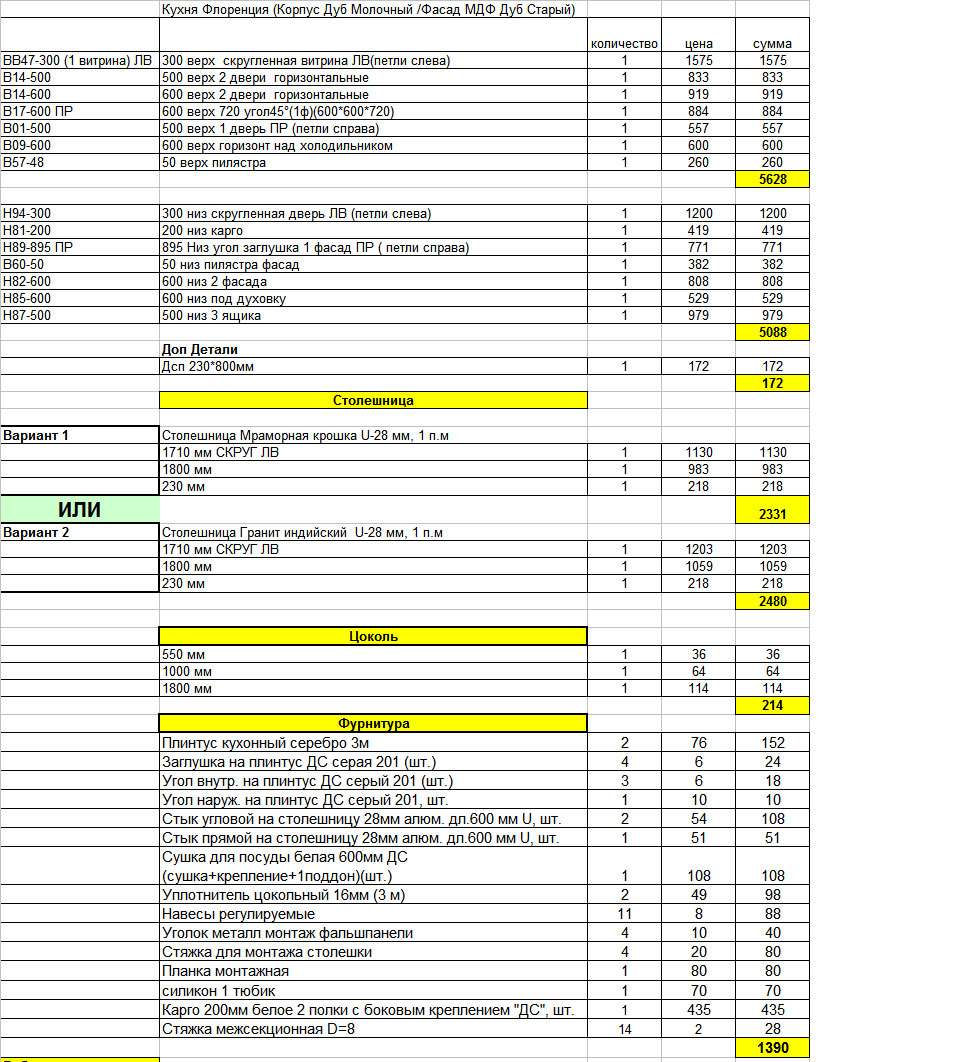 Кухня Флоренция (Корпус Дуб Молочный /Фасад МДФ Дуб Старый)
количество цена сумма
ВВ47-300 (1 витрина) ЛВ 300 верх скругленная витрина ЛВ(петли слева) 1 1575 1575
В14-500 500 верх 2 двери горизонтальные 1 833 833
В14-600 600 верх 2 двери горизонтальные 1 919 919
В17-600 ПР 600 верх 720 угол45°(1ф)(600*600*720) 1 884 884
В01-500 500 верх 1 дверь ПР (петли справа) 1 557 557
В09-600 600 верх горизонт над холодильником 1 600 600
В57-48 50 верх пилястра 1 260 260
5628
Н94-300 300 низ скругленная дверь ЛВ (петли слева) 1 1200 1200
Н81-200 200 низ карго 1 419 419
Н89-895 ПР 895 Низ угол заглушка 1 фасад ПР ( петли справа) 1 771 771
В60-50 50 низ пилястра фасад 1 382 382
Н82-600 600 низ 2 фасада 1 808 808
Н85-600 600 низ под духовку 1 529 529
Н87-500 500 низ 3 ящика 1 979 979
5088
Доп Детали
Дсп 230*800мм 1 172 172
172
Столешница
Вариант 1 Столешница Мраморная крошка U-28 мм, 1 п.м
1710 мм СКРУГ ЛВ 1 1130 1130
1800 мм 1 983 983
230 мм 1 218 218
ИЛИ 2331
Вариант 2 Столешница Гранит индийский U-28 мм, 1 п.м
1710 мм СКРУГ ЛВ 1 1203 1203
1800 мм 1 1059 1059
230 мм 1 218 218
2480
Цоколь
550 мм 1 36 36
1000 мм 1 64 64
1800 мм 1 114 114
214
Фурнитура
Плинтус кухонный серебро 3м 2 76 152
Заглушка на плинтус ДС серая 201 (шт.) 4 6 24
Угол внутр. на плинтус ДС серый 201 (шт.) 3 6 18
Угол наруж. на плинтус ДС серый 201, шт. 1 10 10
Стык угловой на столешницу 28мм алюм. дл.600 мм U, шт. 2 54 108
Стык прямой на столешницу 28мм алюм. дл.600 мм U, шт. 1 51 51
Сушка для посуды белая 600мм ДС
(сушка+крепление+1поддон)(шт.) 1 108 108
Уплотнитель цокольный 16мм (3 м) 2 49 98
Навесы регулируемые 11 8 88
Уголок металл монтаж фальшпанели 4 10 40
Стяжка для монтажа столешки 4 20 80
Планка монтажная 1 80 80
силикон 1 тюбик 1 70 70
Карго 200мм белое 2 полки с боковым креплением "ДС", шт. 1 435 435
Стяжка межсекционная D=8 14 2 28
1390